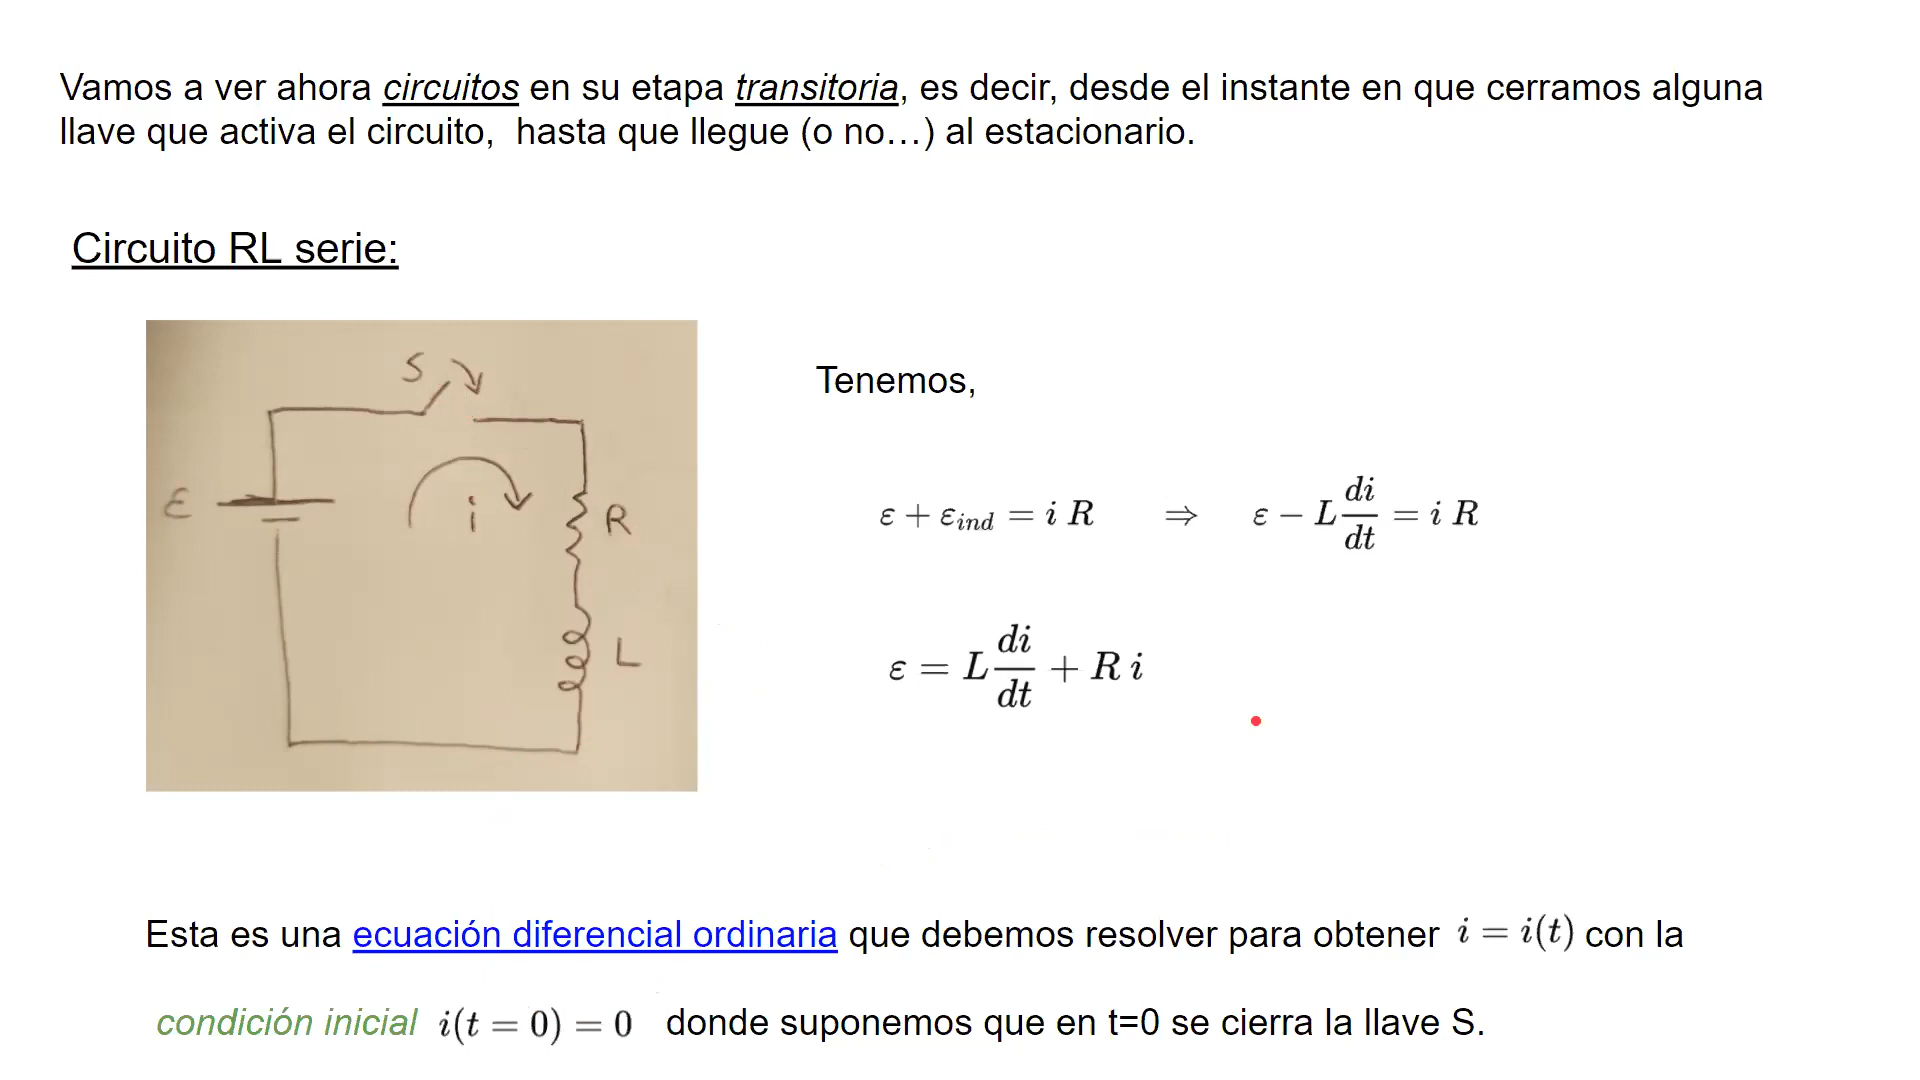 Vamos a ver ahora circuitos en su etapa transitoria, es decir, desde el instante en que cerramos alguna
llave que activa el circuito, hasta que llegue (o no…) al estacionario.
Circuito RL serie:
S
ε
i
R
L
Tenemos,
ε + ε_ind = i R ⇒ ε − L di/dt = i R
ε = L di/dt + R i
Esta es una ecuación diferencial ordinaria que debemos resolver para obtener i = i(t) con la
condición inicial i(t = 0) = 0 donde suponemos que en t=0 se cierra la llave S.